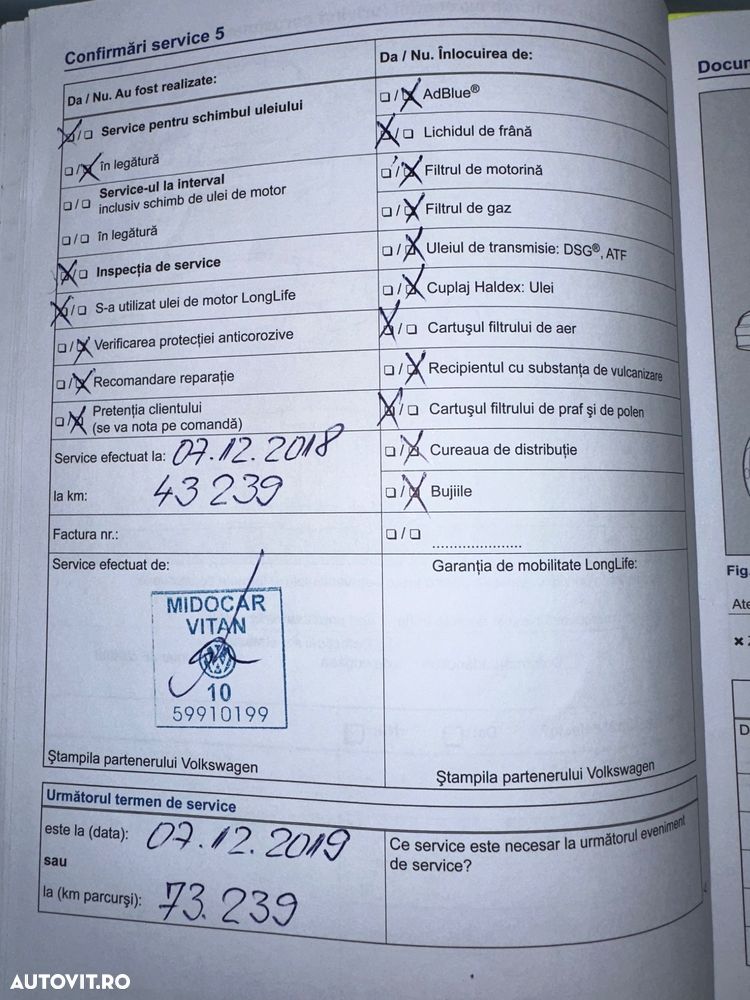 Confirmări service 5
Da / Nu. Au fost realizate:
☒/☐ Service pentru schimbul uleiului
☐/☒ în legătură
☐/☐ Service-ul la interval
inclusiv schimb de ulei de motor
☐/☐ în legătură
☒/☐ Inspecția de service
☒/☐ S-a utilizat ulei de motor LongLife
☐/☒ Verificarea protecției anticorozive
☐/☒ Recomandare reparație
☐/☒ Pretenția clientului
(se va nota pe comandă)
Service efectuat la: 07.12.2018
la km: 43 239
Factura nr.:
Service efectuat de:
MIDOCAR
VITAN
10
59910199
Ștampila partenerului Volkswagen
Da / Nu. Înlocuirea de:
☐/☒ AdBlue®
☒/☐ Lichidul de frână
☐/☒ Filtrul de motorină
☐/☒ Filtrul de gaz
☐/☒ Uleiul de transmisie: DSG®, ATF
☐/☒ Cuplaj Haldex: Ulei
☒/☐ Cartușul filtrului de aer
☐/☒ Recipientul cu substanța de vulcanizare
☒/☐ Cartușul filtrului de praf și de polen
☐/☒ Cureaua de distribuție
☐/☒ Bujiile
☐/☐ .....................
Garanția de mobilitate LongLife:
Ștampila partenerului Volkswagen
Următorul termen de service
este la (data): 07.12.2019
sau
la (km parcurși): 73.239
Ce service este necesar la următorul eveniment
de service?
Docum
Fig.
Ate
AUTOVIT.RO